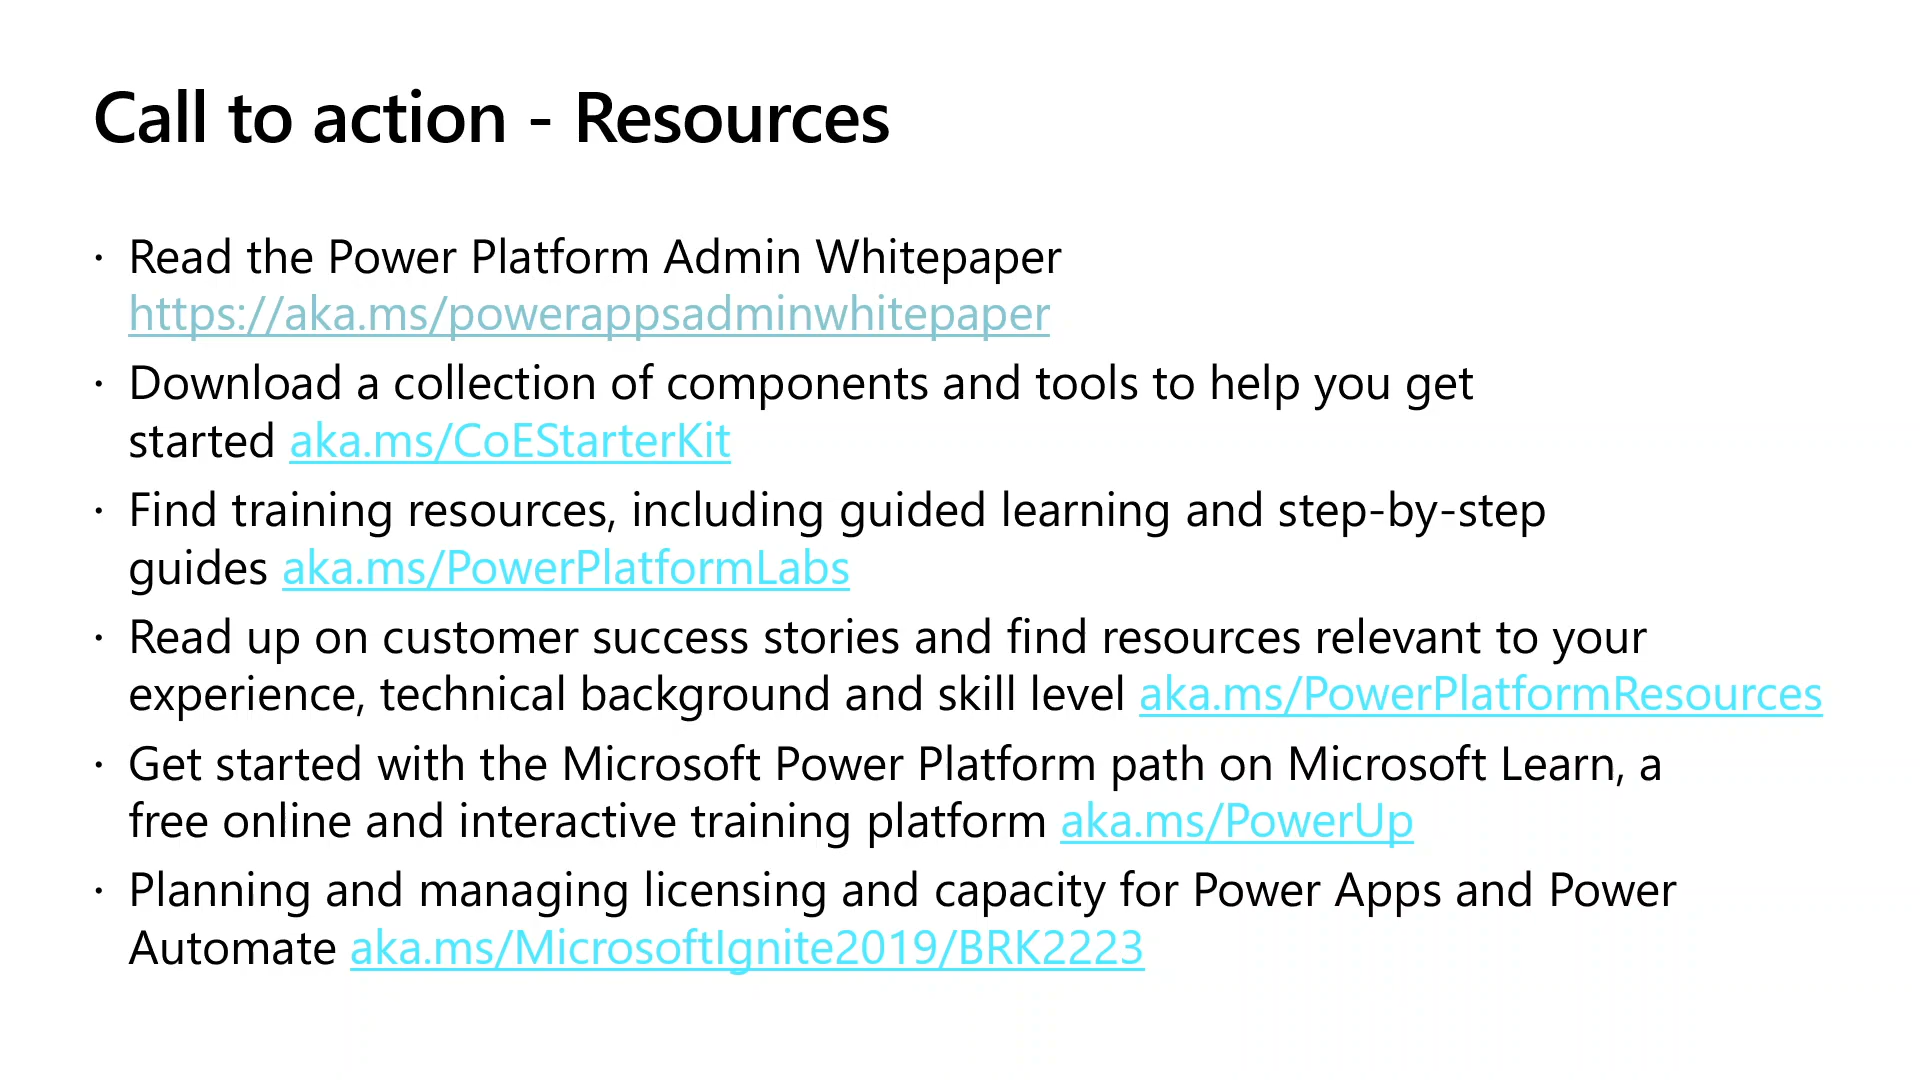 Call to action - Resources
· Read the Power Platform Admin Whitepaper
https://aka.ms/powerappsadminwhitepaper
· Download a collection of components and tools to help you get
started aka.ms/CoEStarterKit
· Find training resources, including guided learning and step-by-step
guides aka.ms/PowerPlatformLabs
· Read up on customer success stories and find resources relevant to your
experience, technical background and skill level aka.ms/PowerPlatformResources
· Get started with the Microsoft Power Platform path on Microsoft Learn, a
free online and interactive training platform aka.ms/PowerUp
· Planning and managing licensing and capacity for Power Apps and Power
Automate aka.ms/MicrosoftIgnite2019/BRK2223